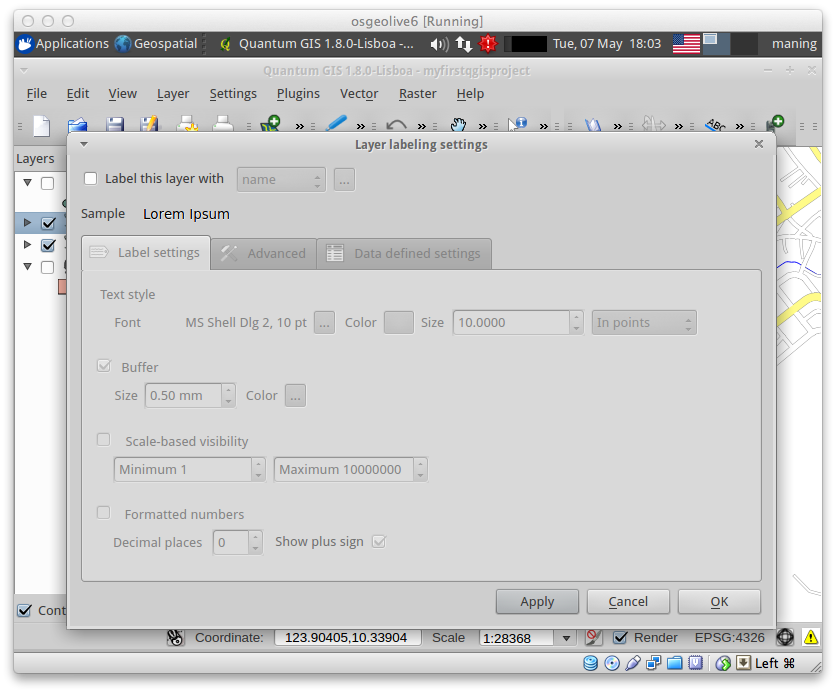 osgeolive6 [Running]
Applications Geospatial Quantum GIS 1.8.0-Lisboa -... Tue, 07 May 18:03 maning
Quantum GIS 1.8.0-Lisboa - myfirstqgisproject
File Edit View Layer Settings Plugins Vector Raster Help
» » » » » » » ABC »
Layers
Layer labeling settings
Label this layer with name ...
Sample Lorem Ipsum
Label settings Advanced Data defined settings
Text style
Font MS Shell Dlg 2, 10 pt ... Color Size 10.0000 In points
Buffer
Size 0.50 mm Color ...
Scale-based visibility
Minimum 1 Maximum 10000000
Formatted numbers
Decimal places 0 Show plus sign
Apply Cancel OK
Cont
Coordinate: 123.90405,10.33904 Scale 1:28368 Render EPSG:4326
Left ⌘